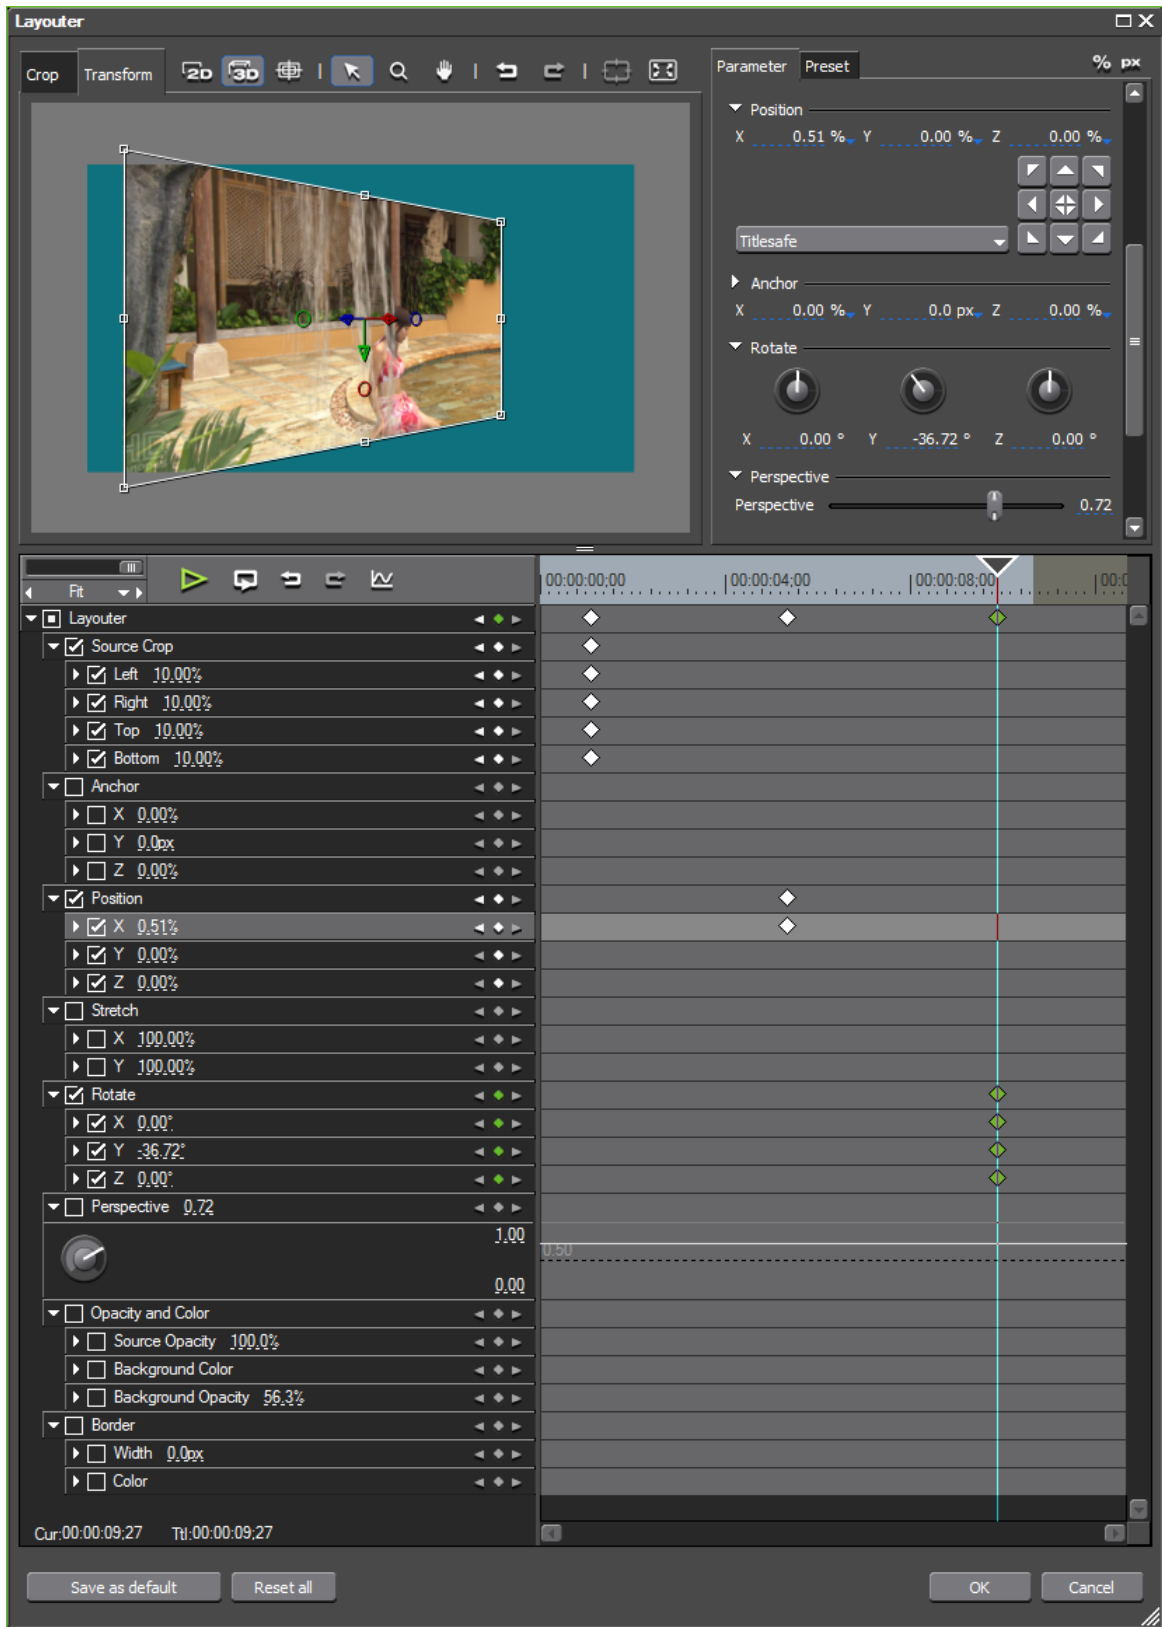 Layouter
Crop Transform 2D 3D
Parameter Preset % px
Position
X 0.51 % Y 0.00 % Z 0.00 %
Titlesafe
Anchor
X 0.00 % Y 0.0 px Z 0.00 %
Rotate
X 0.00 ° Y -36.72 ° Z 0.00 °
Perspective
Perspective 0.72
Fit
00:00:00;00 00:00:04;00 00:00:08;00 00:0
Layouter
Source Crop
Left 10.00%
Right 10.00%
Top 10.00%
Bottom 10.00%
Anchor
X 0.00%
Y 0.0px
Z 0.00%
Position
X 0.51%
Y 0.00%
Z 0.00%
Stretch
X 100.00%
Y 100.00%
Rotate
X 0.00°
Y -36.72°
Z 0.00°
Perspective 0.72
1.00
0.50
0.00
Opacity and Color
Source Opacity 100.0%
Background Color
Background Opacity 56.3%
Border
Width 0.0px
Color
Cur:00:00:09;27 Ttl:00:00:09;27
Save as default Reset all OK Cancel